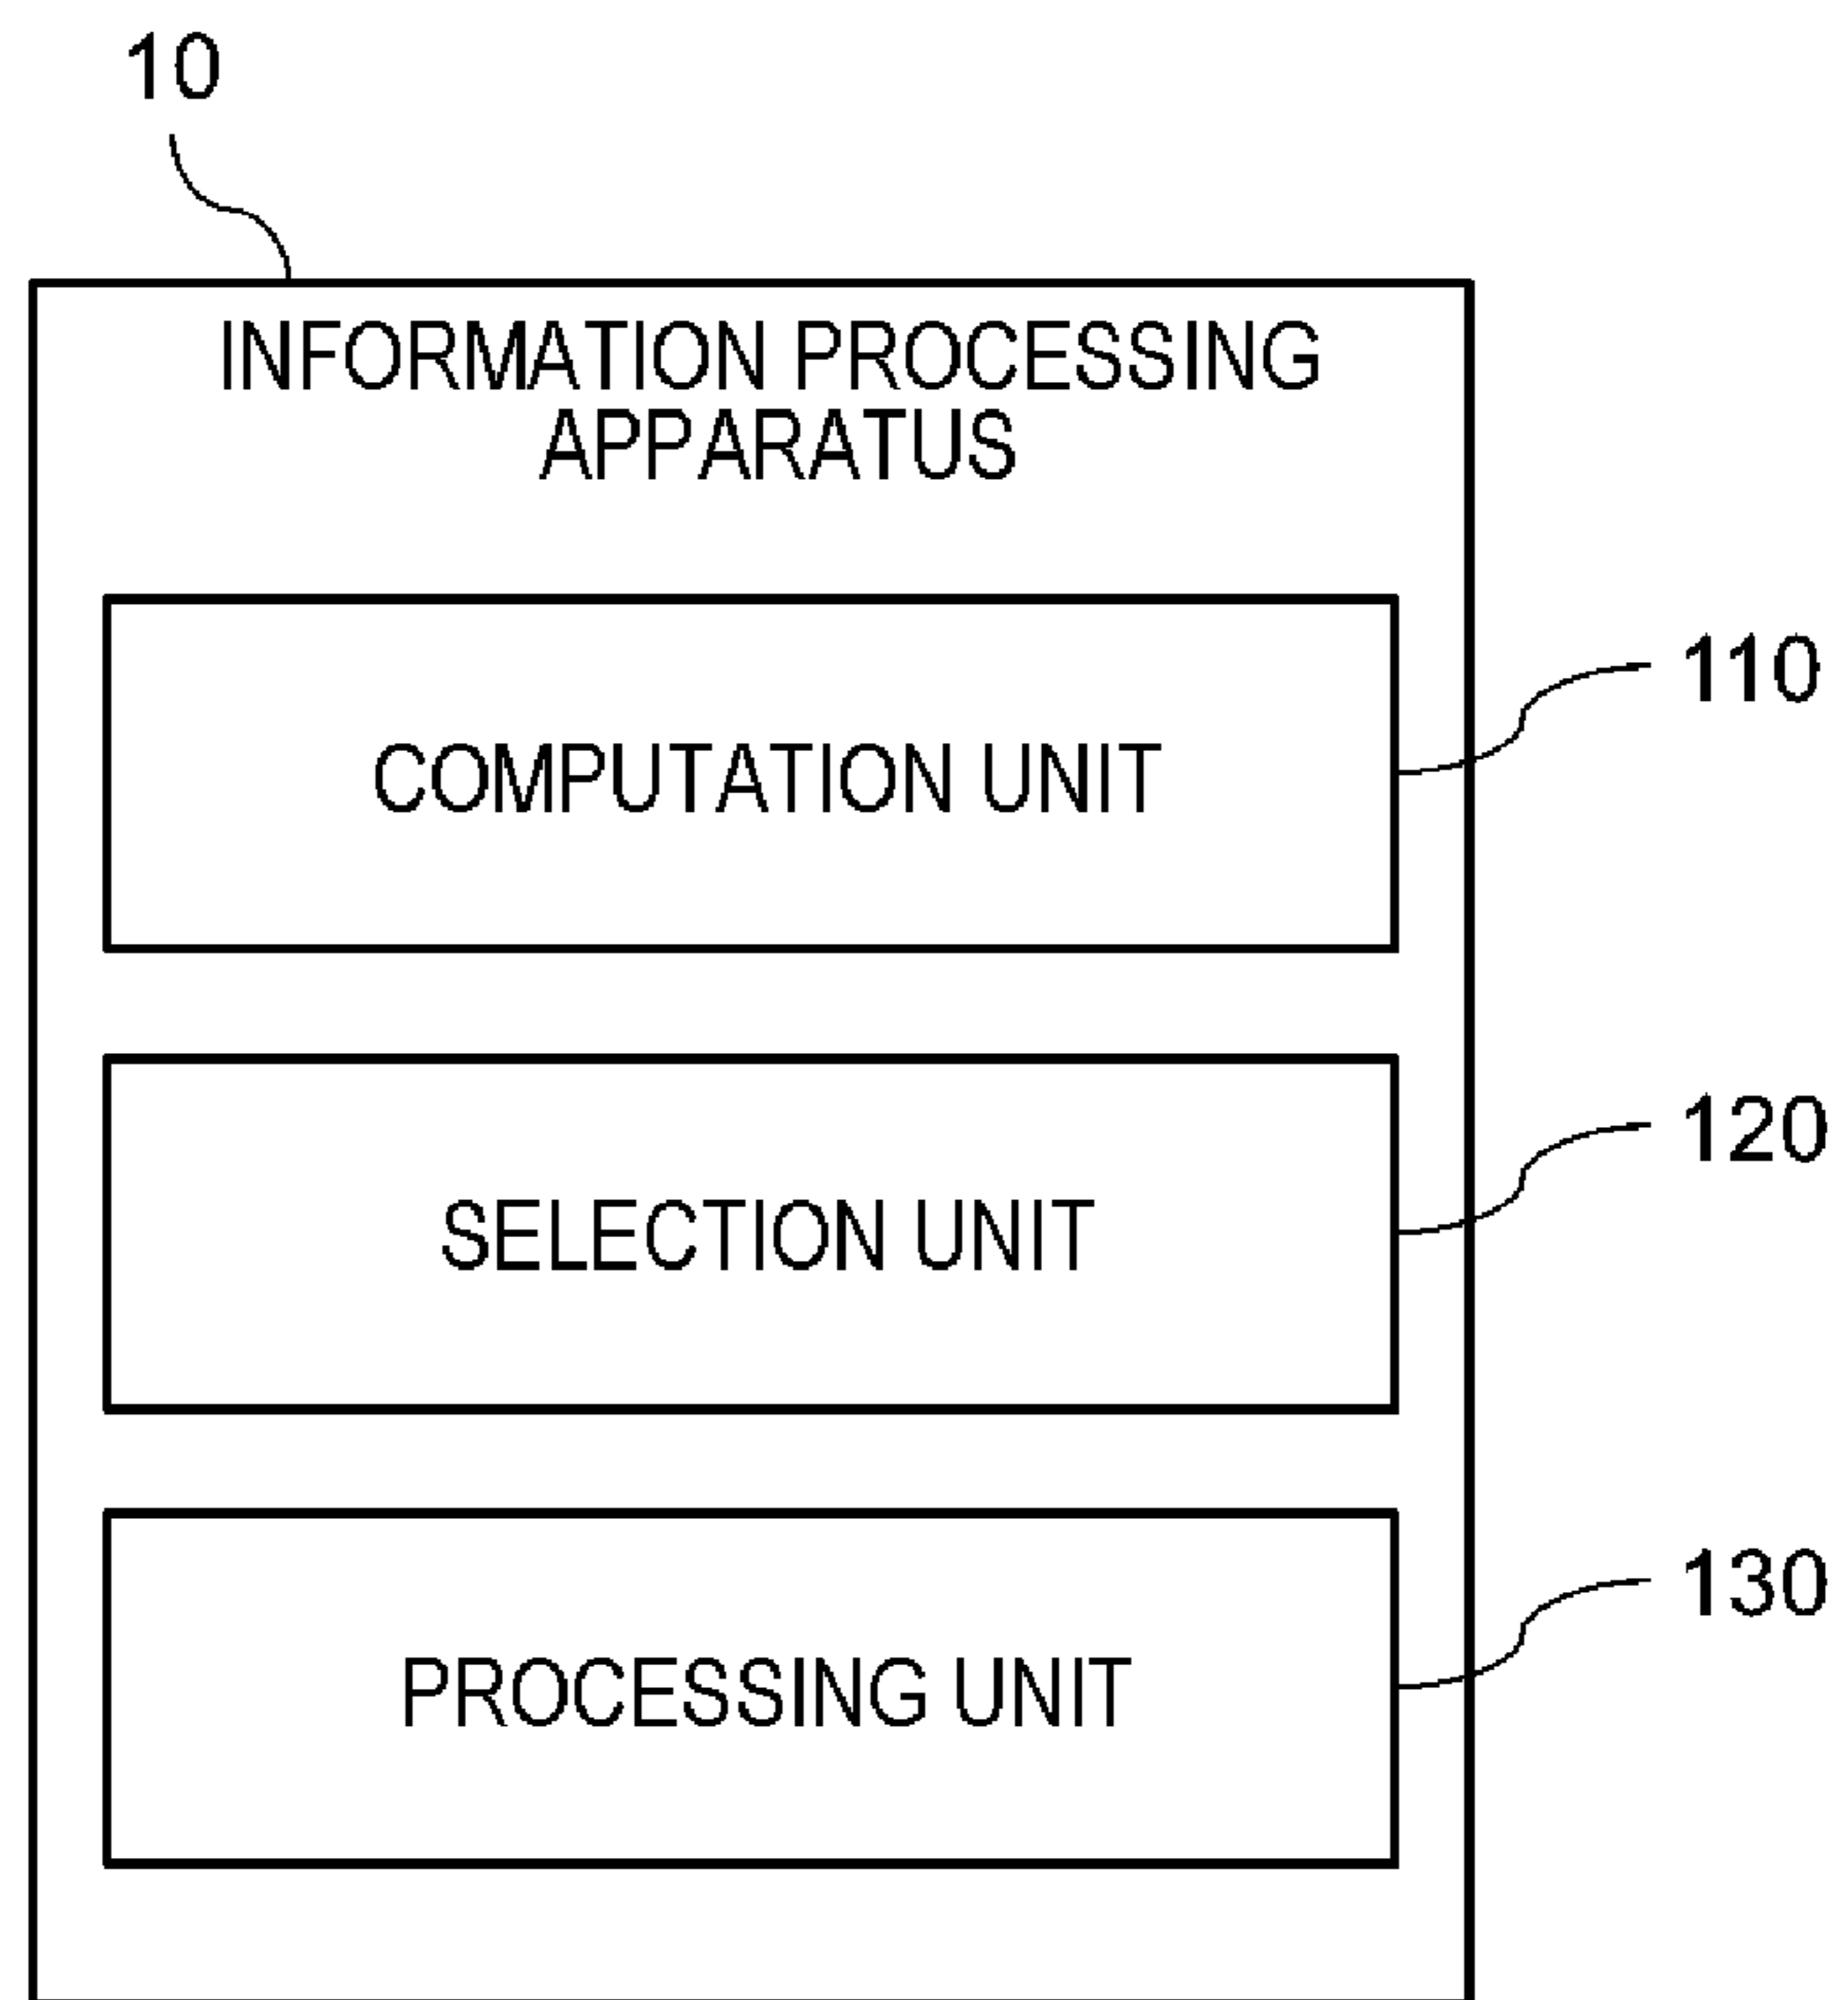 10
INFORMATION PROCESSING
APPARATUS
COMPUTATION UNIT
110
SELECTION UNIT
120
PROCESSING UNIT
130